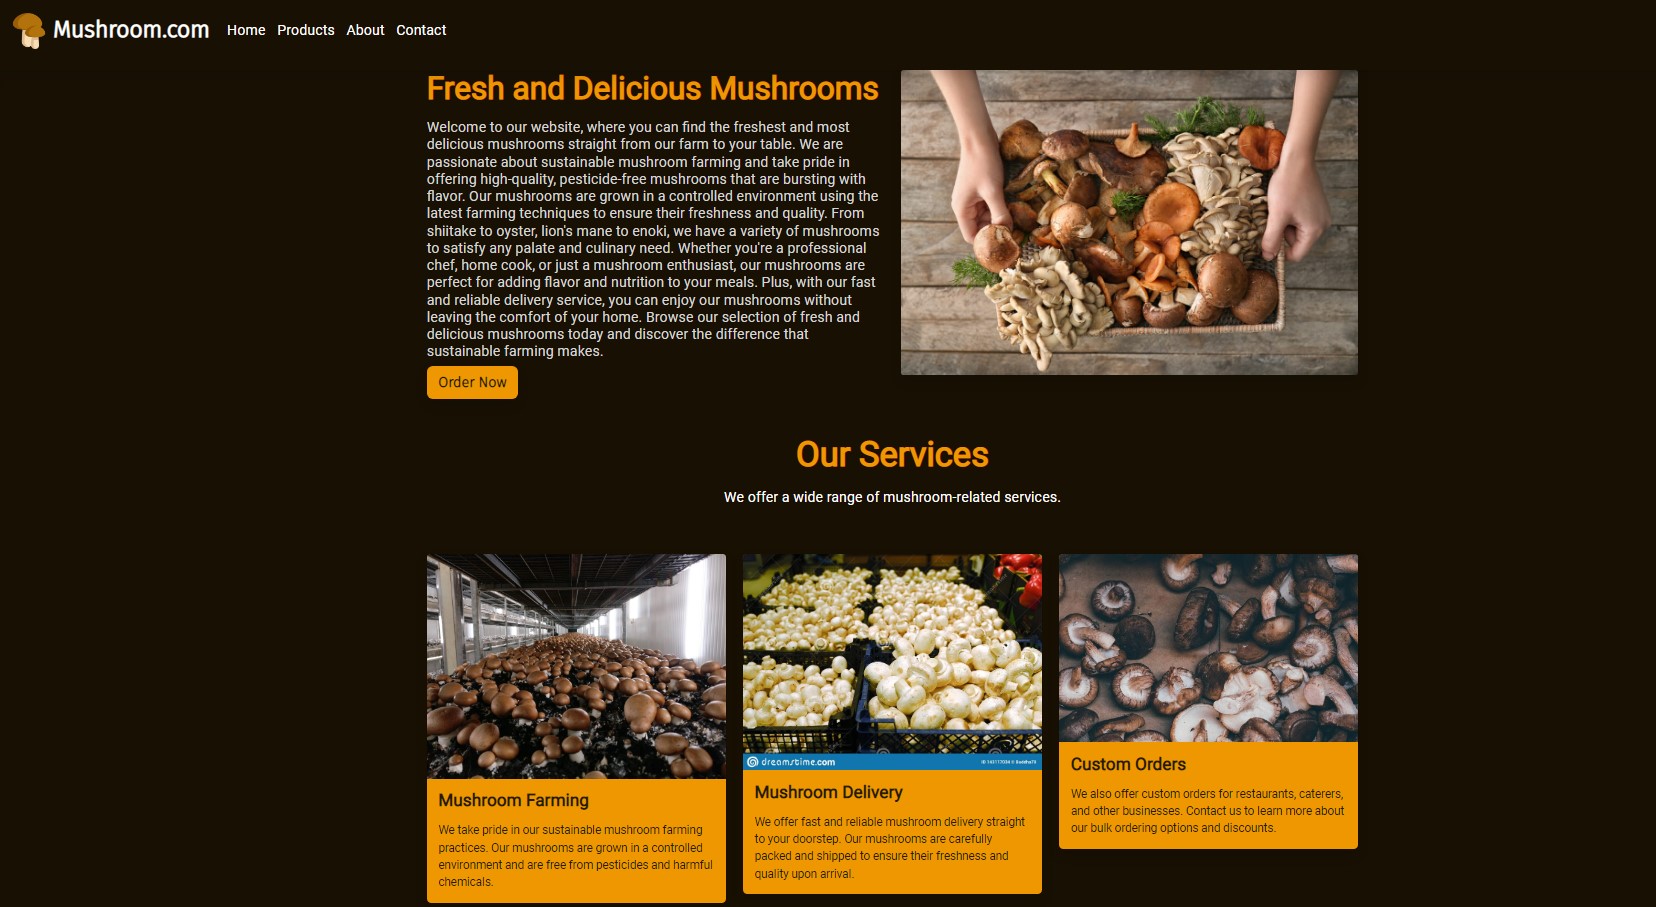 Mushroom.com
Home Products About Contact
Fresh and Delicious Mushrooms
Welcome to our website, where you can find the freshest and most
delicious mushrooms straight from our farm to your table. We are
passionate about sustainable mushroom farming and take pride in
offering high-quality, pesticide-free mushrooms that are bursting with
flavor. Our mushrooms are grown in a controlled environment using the
latest farming techniques to ensure their freshness and quality. From
shiitake to oyster, lion's mane to enoki, we have a variety of mushrooms
to satisfy any palate and culinary need. Whether you're a professional
chef, home cook, or just a mushroom enthusiast, our mushrooms are
perfect for adding flavor and nutrition to your meals. Plus, with our fast
and reliable delivery service, you can enjoy our mushrooms without
leaving the comfort of your home. Browse our selection of fresh and
delicious mushrooms today and discover the difference that
sustainable farming makes.
Order Now
Our Services
We offer a wide range of mushroom-related services.
Mushroom Farming
We take pride in our sustainable mushroom farming
practices. Our mushrooms are grown in a controlled
environment and are free from pesticides and harmful
chemicals.
dreamstime.com
Mushroom Delivery
We offer fast and reliable mushroom delivery straight
to your doorstep. Our mushrooms are carefully
packed and shipped to ensure their freshness and
quality upon arrival.
Custom Orders
We also offer custom orders for restaurants, caterers,
and other businesses. Contact us to learn more about
our bulk ordering options and discounts.